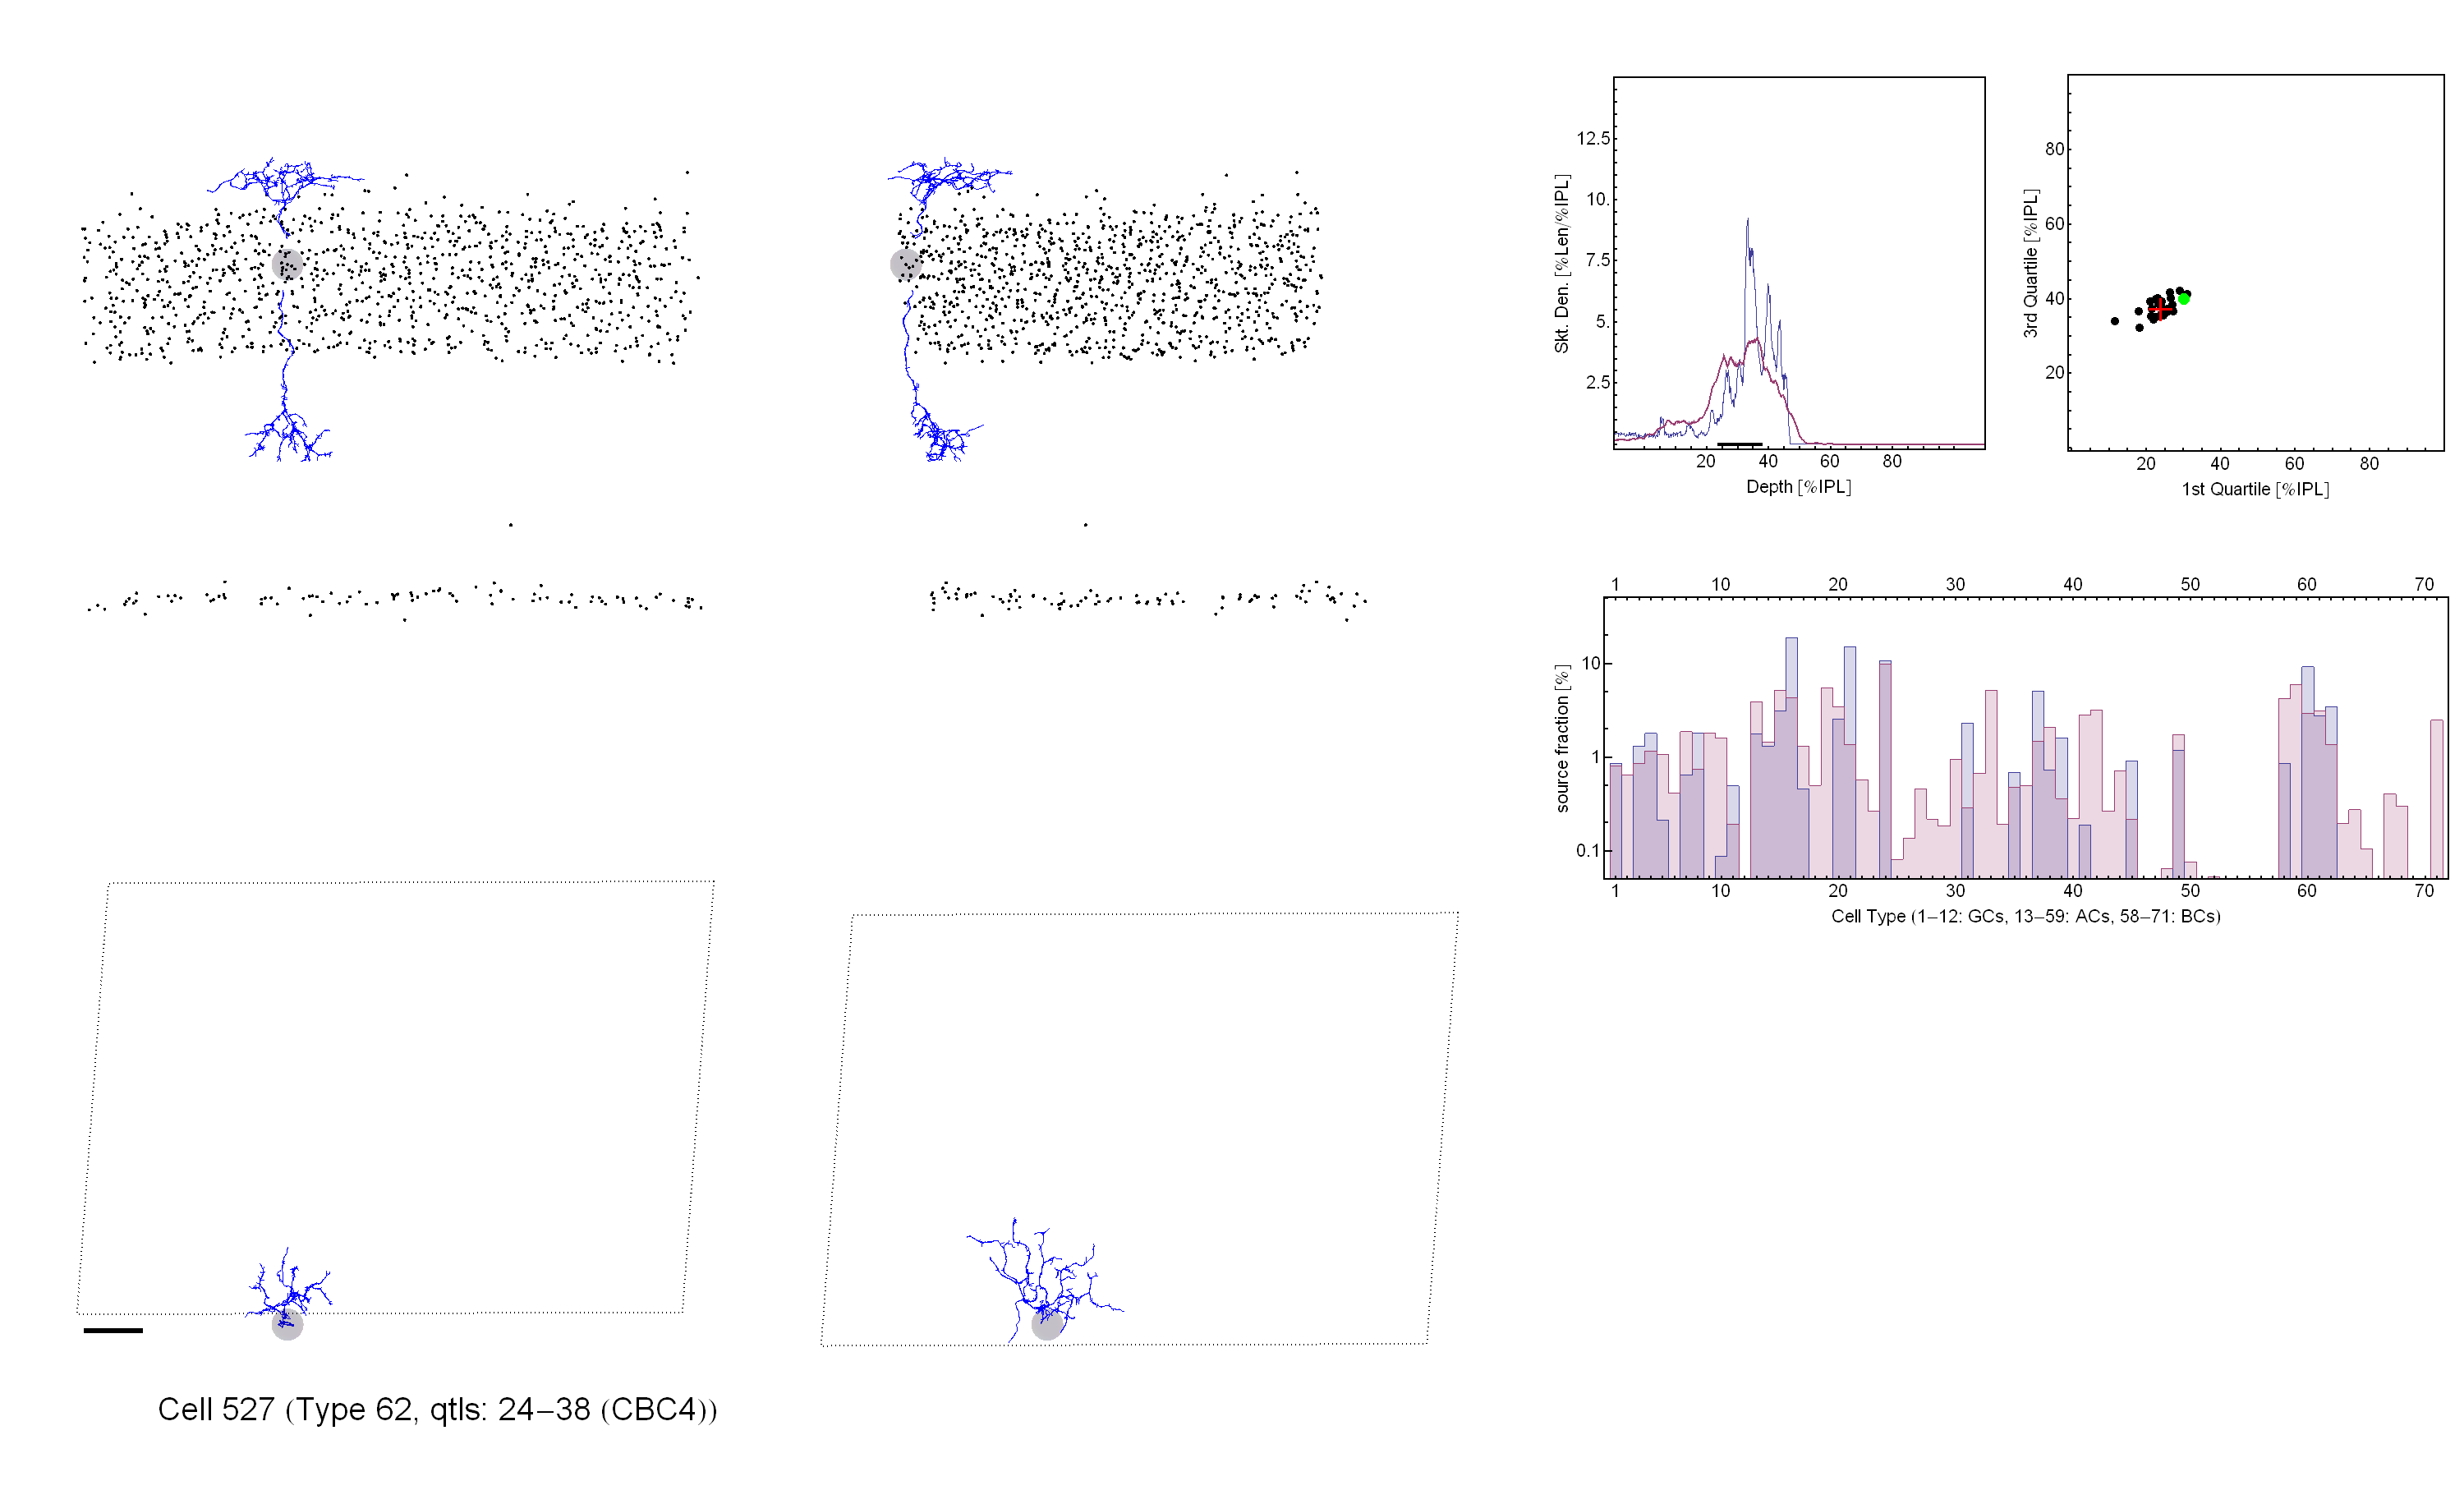 12.5
10.
7.5
5.
2.5
Skt. Den. [%Len/%IPL]
20 40 60 80
Depth [%IPL]
80
60
40
20
3rd Quartile [%IPL]
20 40 60 80
1st Quartile [%IPL]
1 10 20 30 40 50 60 70
10
1
0.1
source fraction [%]
1 10 20 30 40 50 60 70
Cell Type (1–12: GCs, 13–59: ACs, 58–71: BCs)
Cell 527 (Type 62, qtls: 24–38 (CBC4))